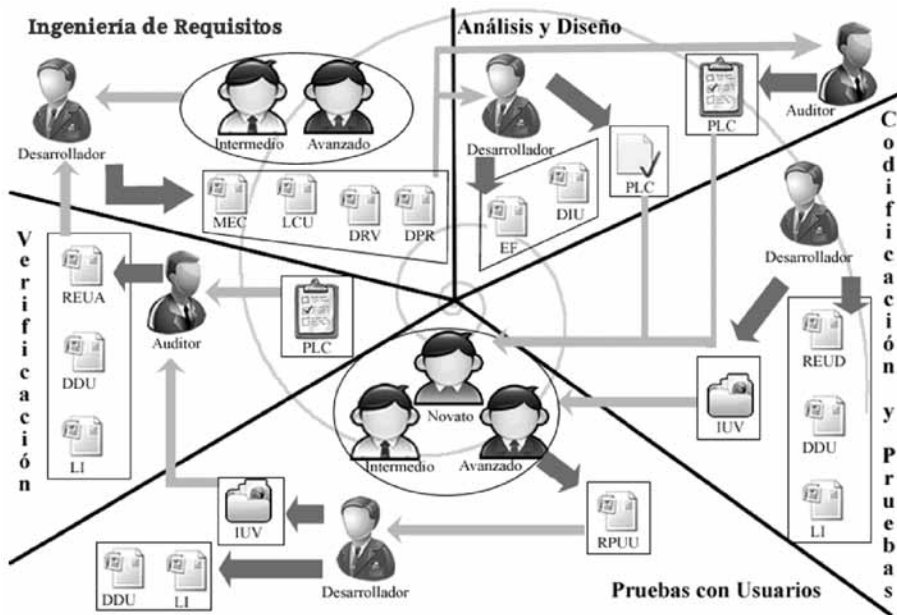 Ingeniería de Requisitos
Desarrollador
Intermedio
Avanzado
MEC
LCU
DRV
DPR
Análisis y Diseño
Desarrollador
EF
DIU
PLC
PLC
Auditor
Codificación y Pruebas
Desarrollador
REUD
DDU
LI
IUV
Pruebas con Usuarios
Novato
Intermedio
Avanzado
RPUU
Desarrollador
IUV
DDU
LI
Verificación
REUA
DDU
LI
Auditor
PLC